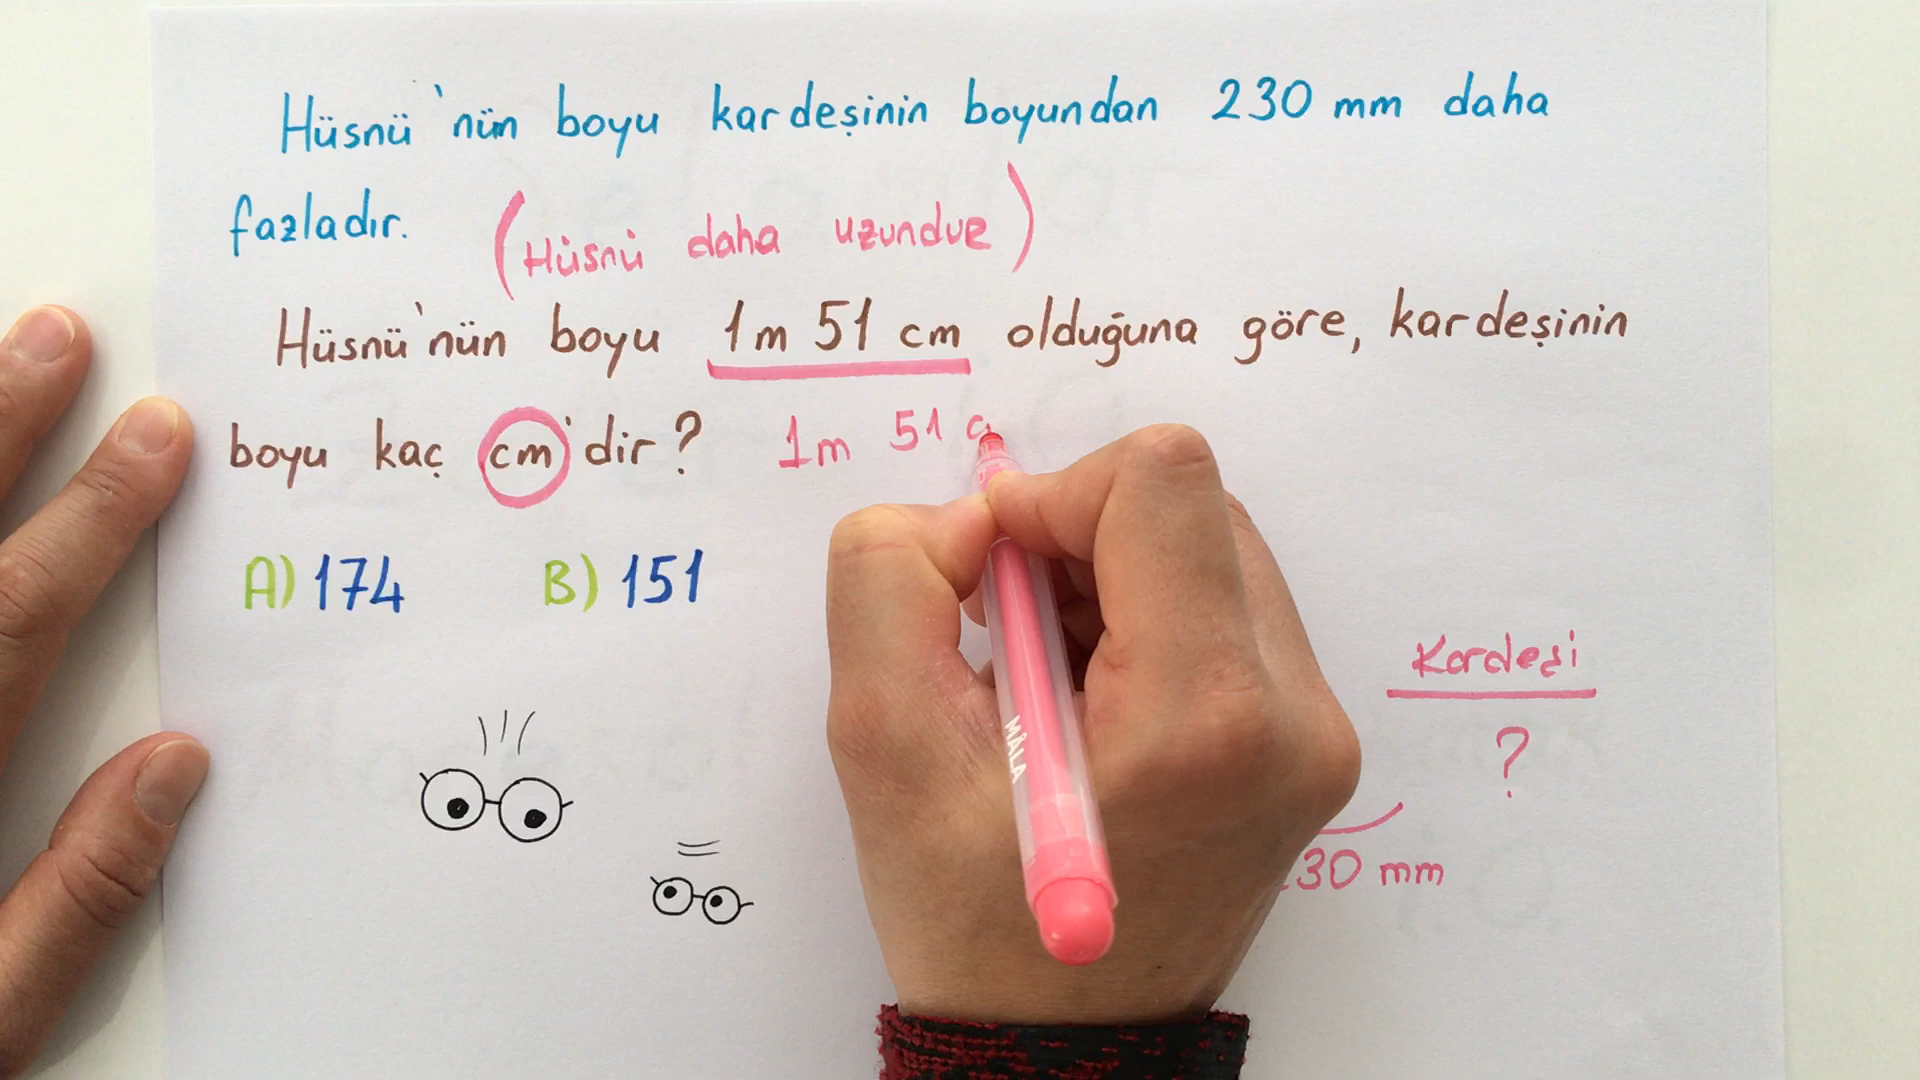 Hüsnü'nün boyu kardeşinin boyundan 230 mm daha
fazladır. (Hüsnü daha uzundur)
Hüsnü'nün boyu 1m 51 cm olduğuna göre, kardeşinin
boyu kaç cm'dir? 1m 51 c
A) 174 B) 151
Kardeşi
?
30 mm
MÅLA